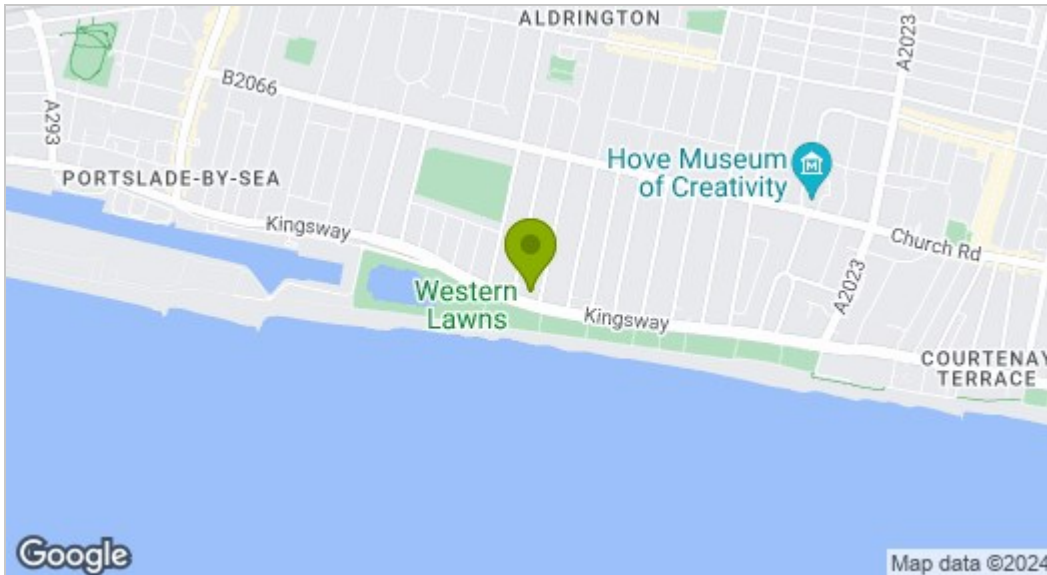 ALDRINGTON
A2023
B2066
A293
Hove Museum
of Creativity
PORTSLADE-BY-SEA
Kingsway
Church Rd
A2023
Western
Lawns
Kingsway
COURTENAY
TERRACE
Google
Map data ©2024